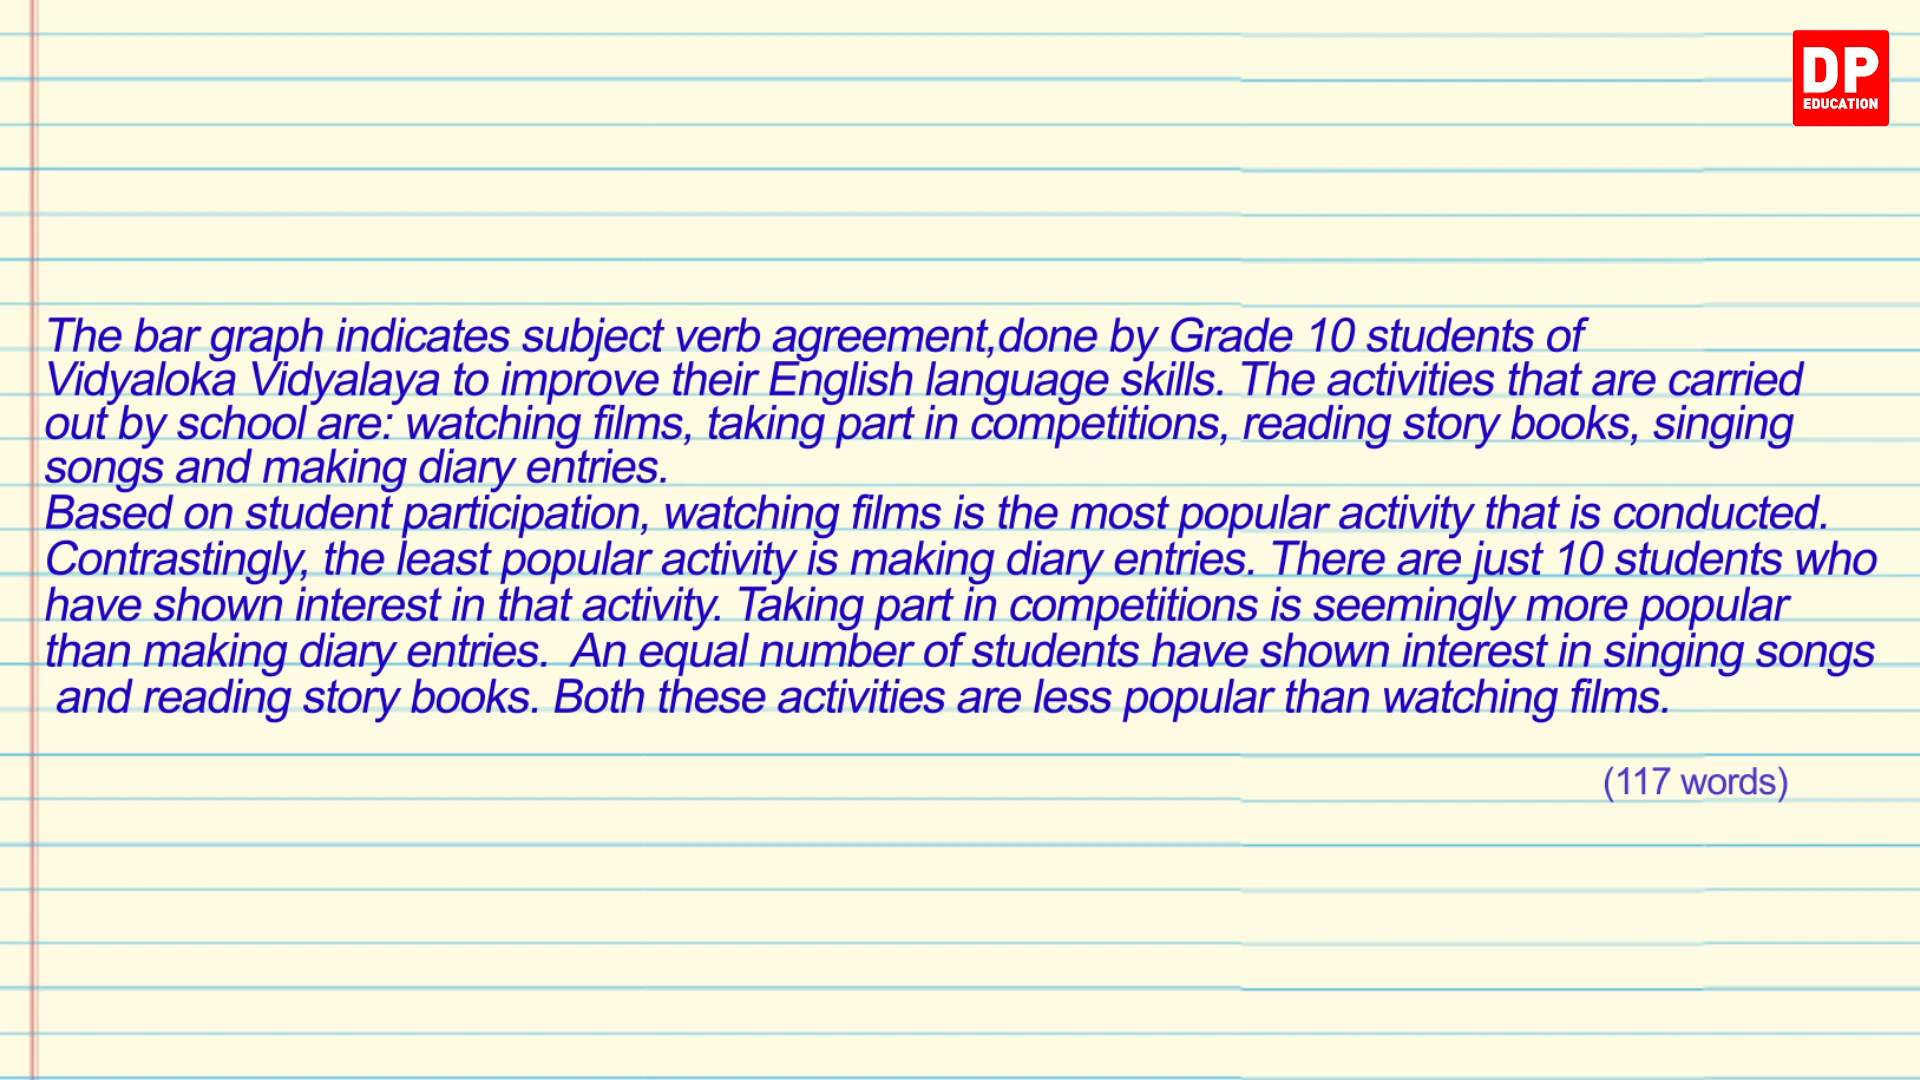 DP
EDUCATION
The bar graph indicates subject verb agreement,done by Grade 10 students of
Vidyaloka Vidyalaya to improve their English language skills. The activities that are carried
out by school are: watching films, taking part in competitions, reading story books, singing
songs and making diary entries.
Based on student participation, watching films is the most popular activity that is conducted.
Contrastingly, the least popular activity is making diary entries. There are just 10 students who
have shown interest in that activity. Taking part in competitions is seemingly more popular
than making diary entries.  An equal number of students have shown interest in singing songs
and reading story books. Both these activities are less popular than watching films.
(117 words)